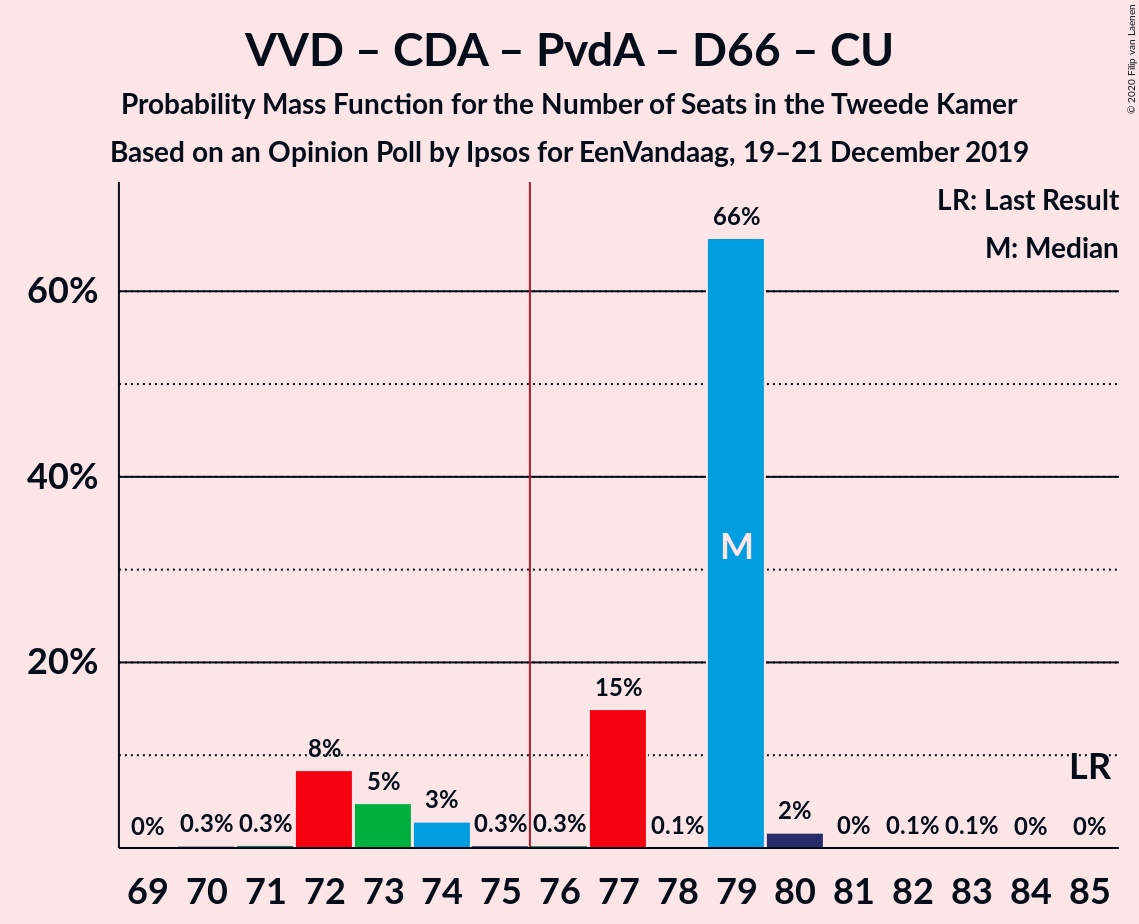 VVD – CDA – PvdA – D66 – CU
Probability Mass Function for the Number of Seats in the Tweede Kamer
Based on an Opinion Poll by Ipsos for EenVandaag, 19–21 December 2019
© 2020 Filip van Laenen
LR: Last Result
M: Median
60%
40%
20%
0% 0.3% 0.3% 8% 5% 3% 0.3% 0.3% 15% 0.1% 66% 2% 0% 0.1% 0.1% 0% 0%
M
LR
69 70 71 72 73 74 75 76 77 78 79 80 81 82 83 84 85